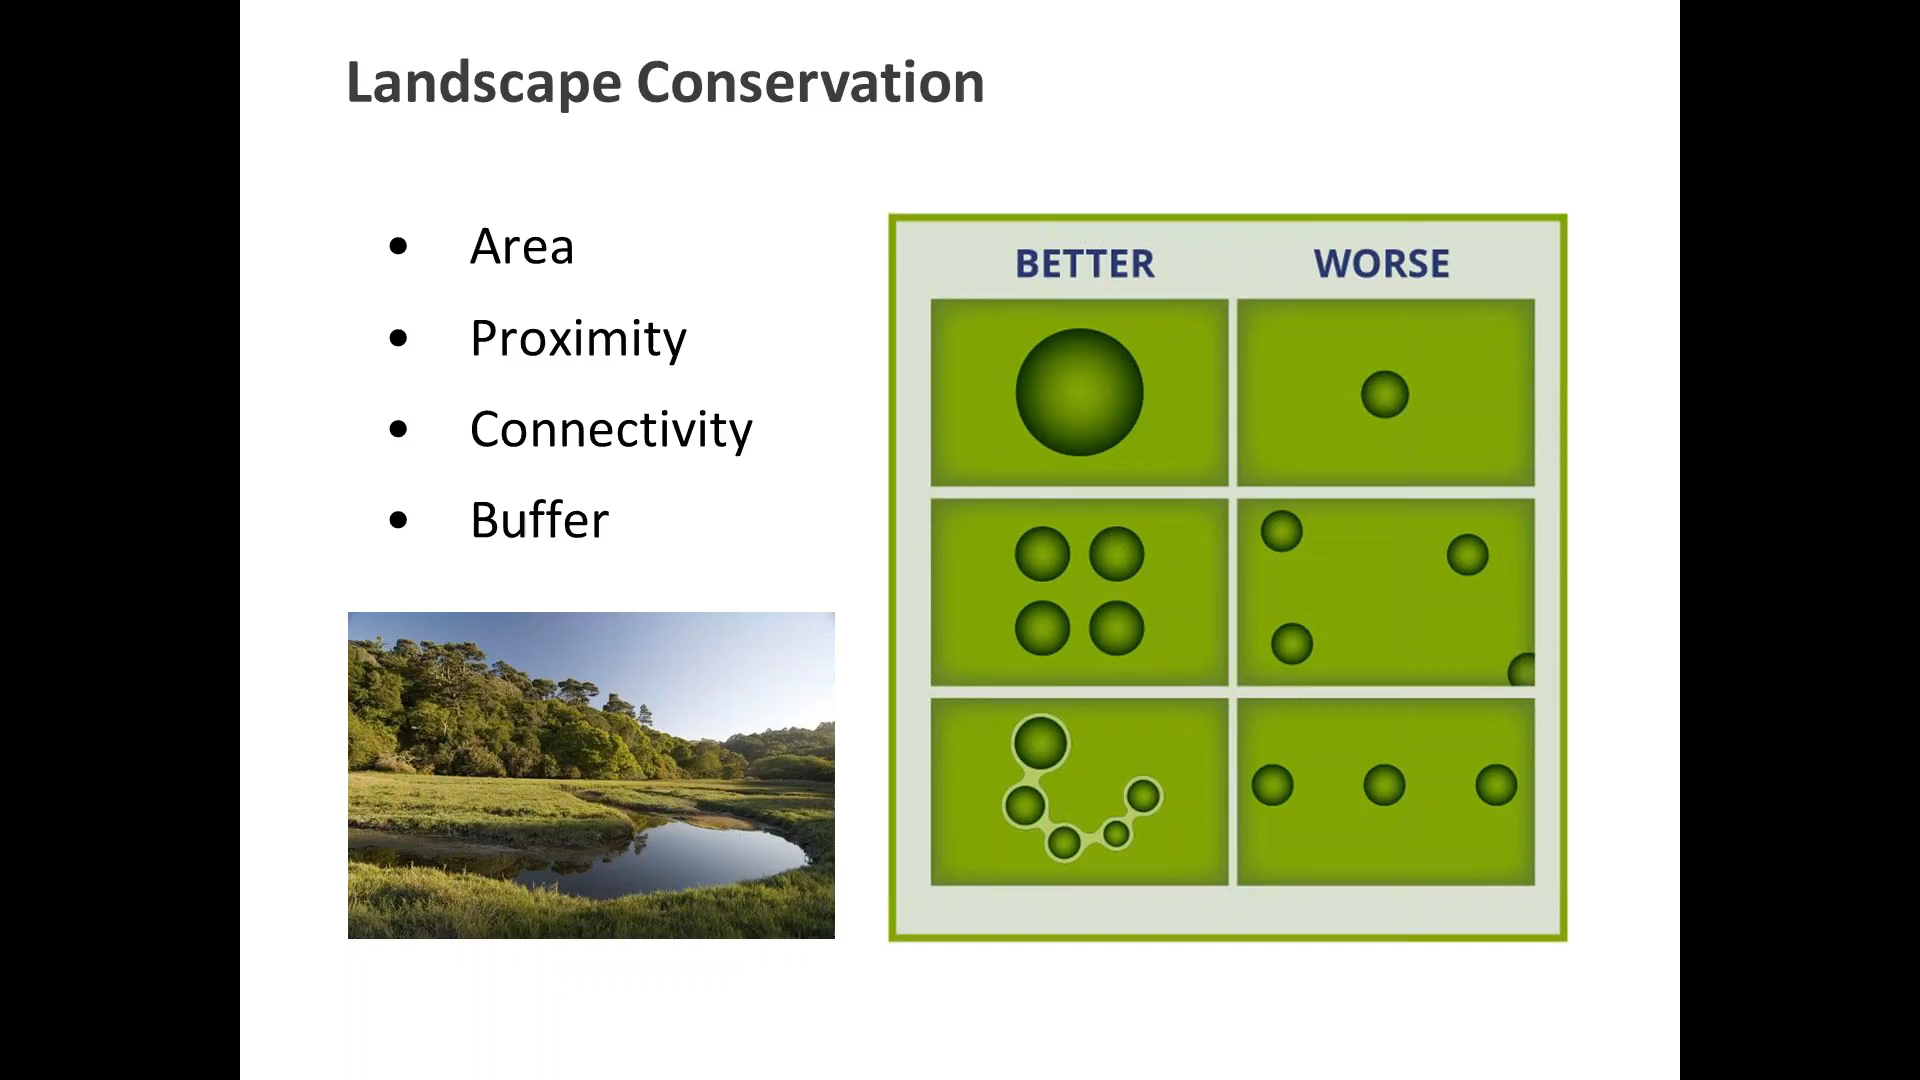 Landscape Conservation
• Area
• Proximity
• Connectivity
• Buffer
BETTER WORSE